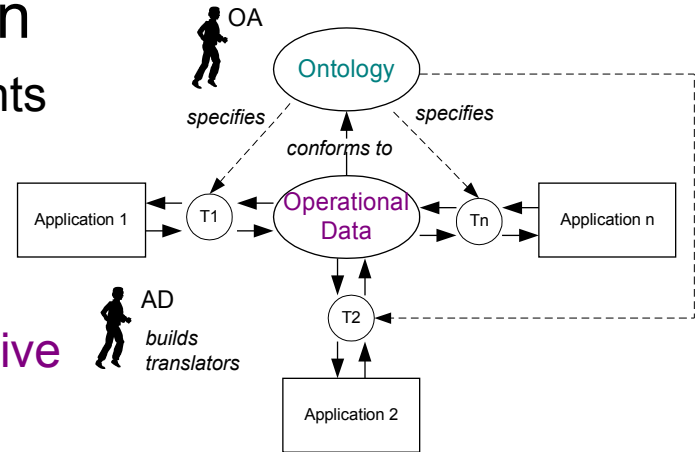 n
OA
Ontology
nts
specifies
specifies
conforms to
Application 1
T1
Operational
Data
Tn
Application n
AD
builds
translators
T2
ive
Application 2